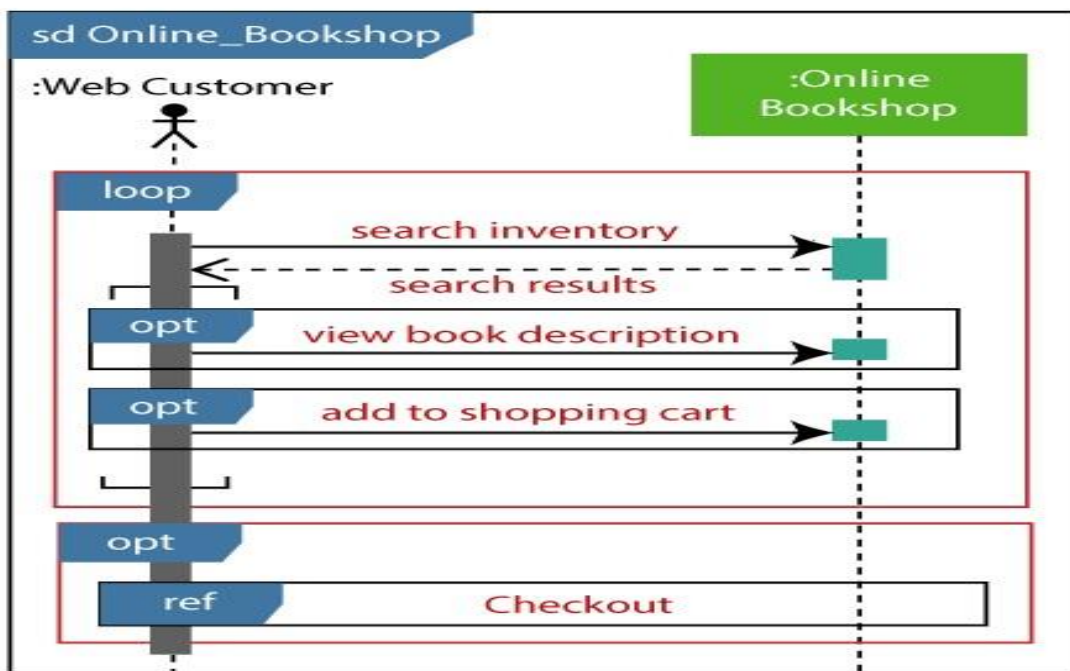 sd Online_Bookshop
:Web Customer
:Online
Bookshop
loop
search inventory
search results
opt
view book description
opt
add to shopping cart
opt
ref
Checkout